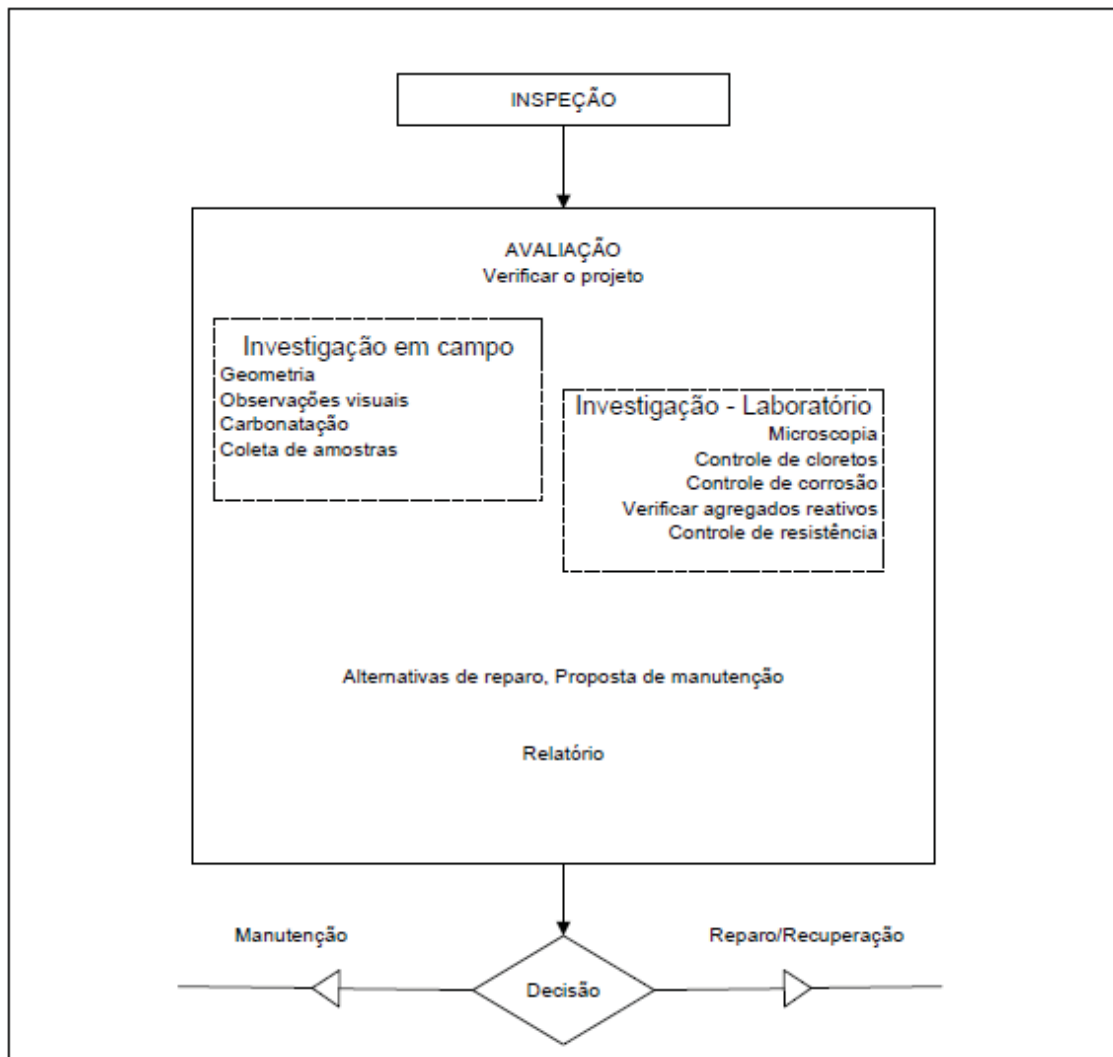 INSPEÇÃO
AVALIAÇÃO
Verificar o projeto
Investigação em campo
Geometria
Observações visuais
Carbonatação
Coleta de amostras
Investigação - Laboratório
Microscopia
Controle de cloretos
Controle de corrosão
Verificar agregados reativos
Controle de resistência
Alternativas de reparo, Proposta de manutenção
Relatório
Manutenção
Reparo/Recuperação
Decisão